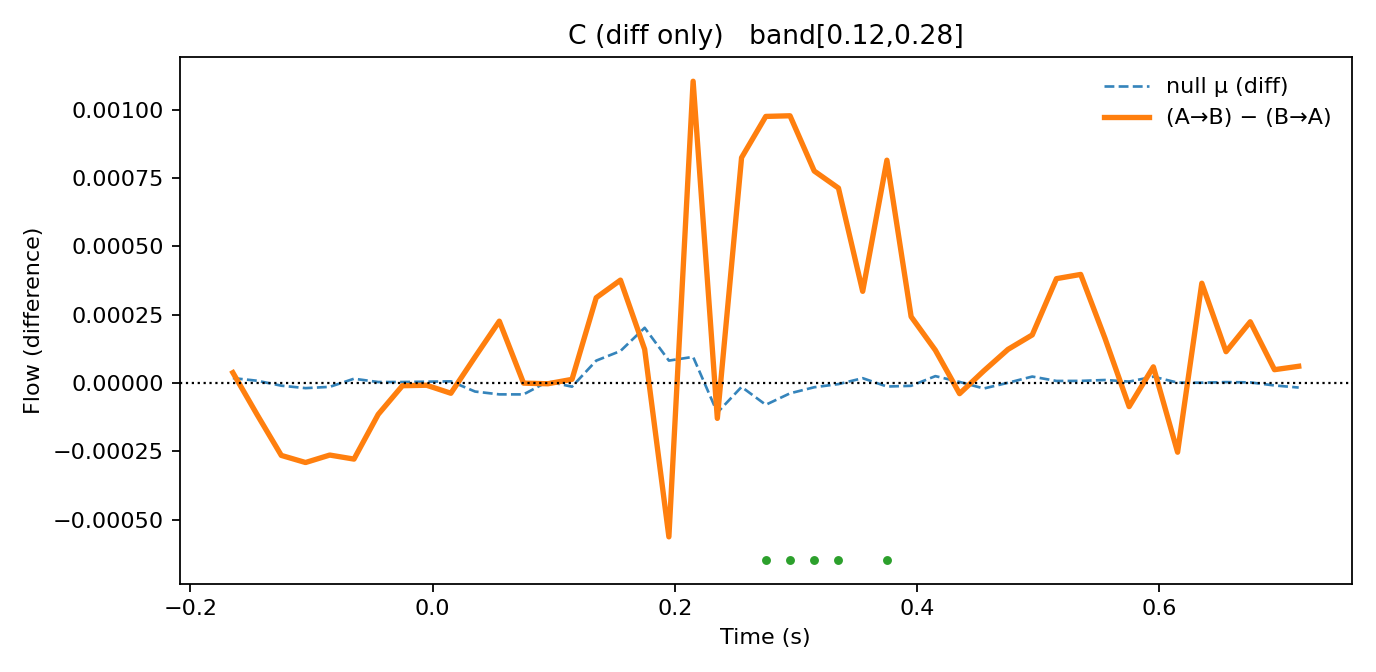 C (diff only)   band[0.12,0.28]
null μ (diff)
(A→B) − (B→A)
Flow (difference)
0.00100
0.00075
0.00050
0.00025
0.00000
−0.00025
−0.00050
−0.2
0.0
0.2
0.4
0.6
Time (s)